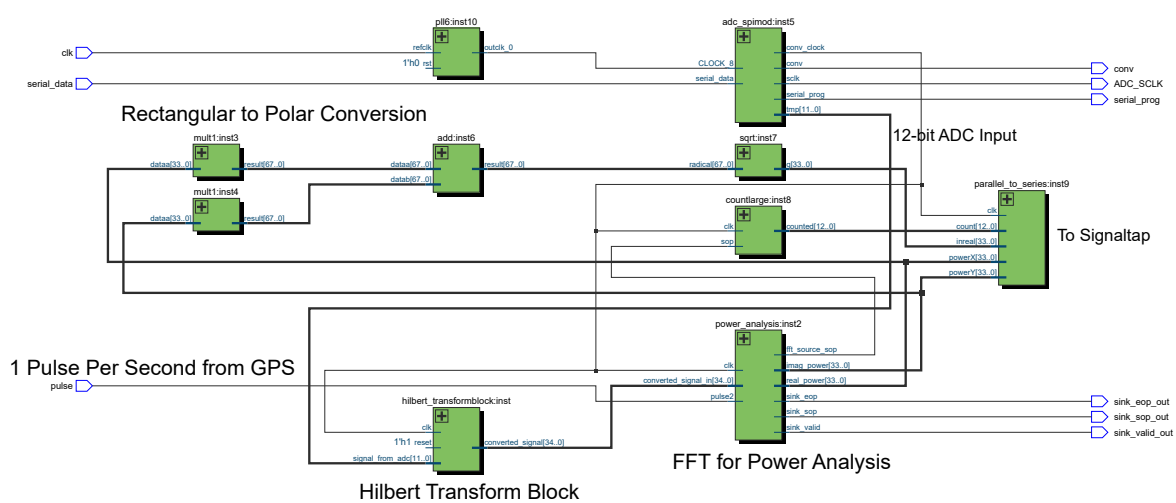 pll6:inst10
clk
refclk
outclk_0
1'h0 rst
serial_data
adc_spimod:inst5
CLOCK_8
serial_data
conv_clock
conv
sclk
serial_prog
tmp[11..0]
conv
ADC_SCLK
serial_prog
Rectangular to Polar Conversion
12-bit ADC Input
mult1:inst3
dataa[33..0]
result[67..0]
mult1:inst4
dataa[33..0]
result[67..0]
add:inst6
dataa[67..0]
datab[67..0]
result[67..0]
sqrt:inst7
radical[67..0]
q[33..0]
countlarge:inst8
clk
sop
counted[12..0]
parallel_to_series:inst9
clk
count[12..0]
inreal[33..0]
powerX[33..0]
powerY[33..0]
To Signaltap
1 Pulse Per Second from GPS
pulse
power_analysis:inst2
clk
converted_signal_in[34..0]
pulse2
fft_source_sop
imag_power[33..0]
real_power[33..0]
sink_eop
sink_sop
sink_valid
sink_eop_out
sink_sop_out
sink_valid_out
hilbert_transformblock:inst
clk
1'h1 reset
signal_from_adc[11..0]
converted_signal[34..0]
FFT for Power Analysis
Hilbert Transform Block